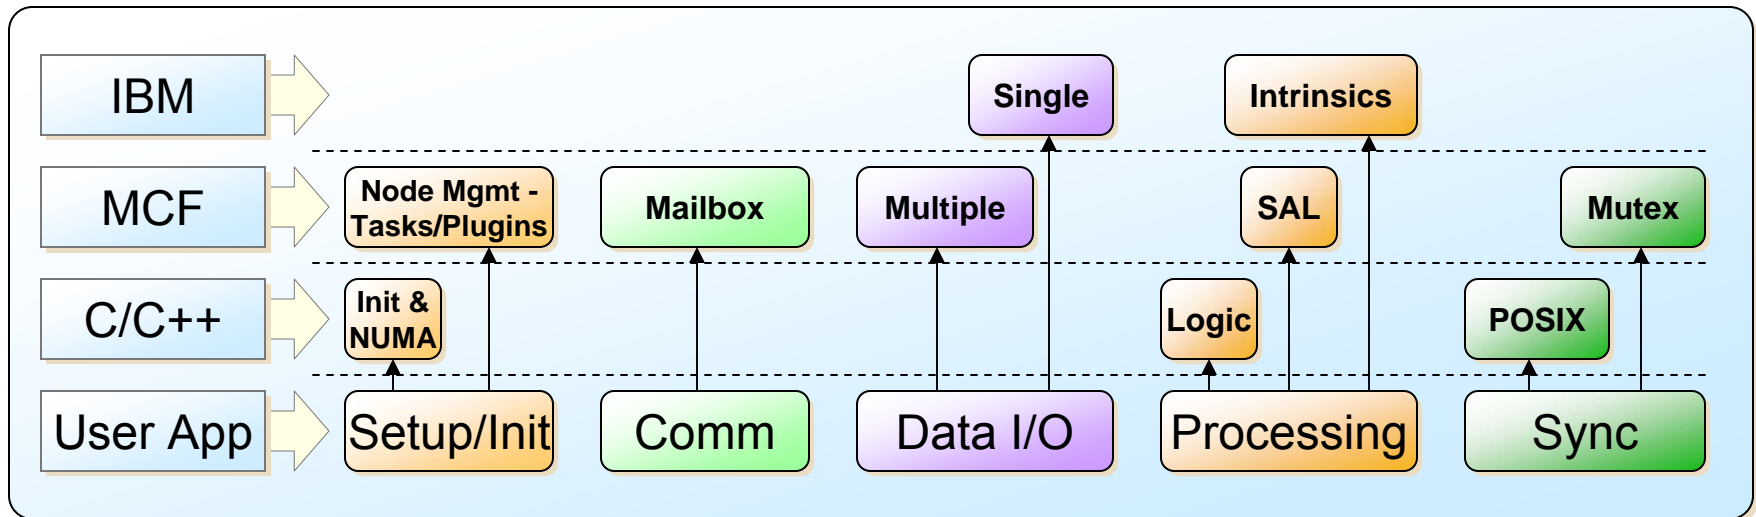 IBM
Single
Intrinsics
MCF
Node Mgmt -
Tasks/Plugins
Mailbox
Multiple
SAL
Mutex
C/C++
Init &
NUMA
Logic
POSIX
User App
Setup/Init
Comm
Data I/O
Processing
Sync